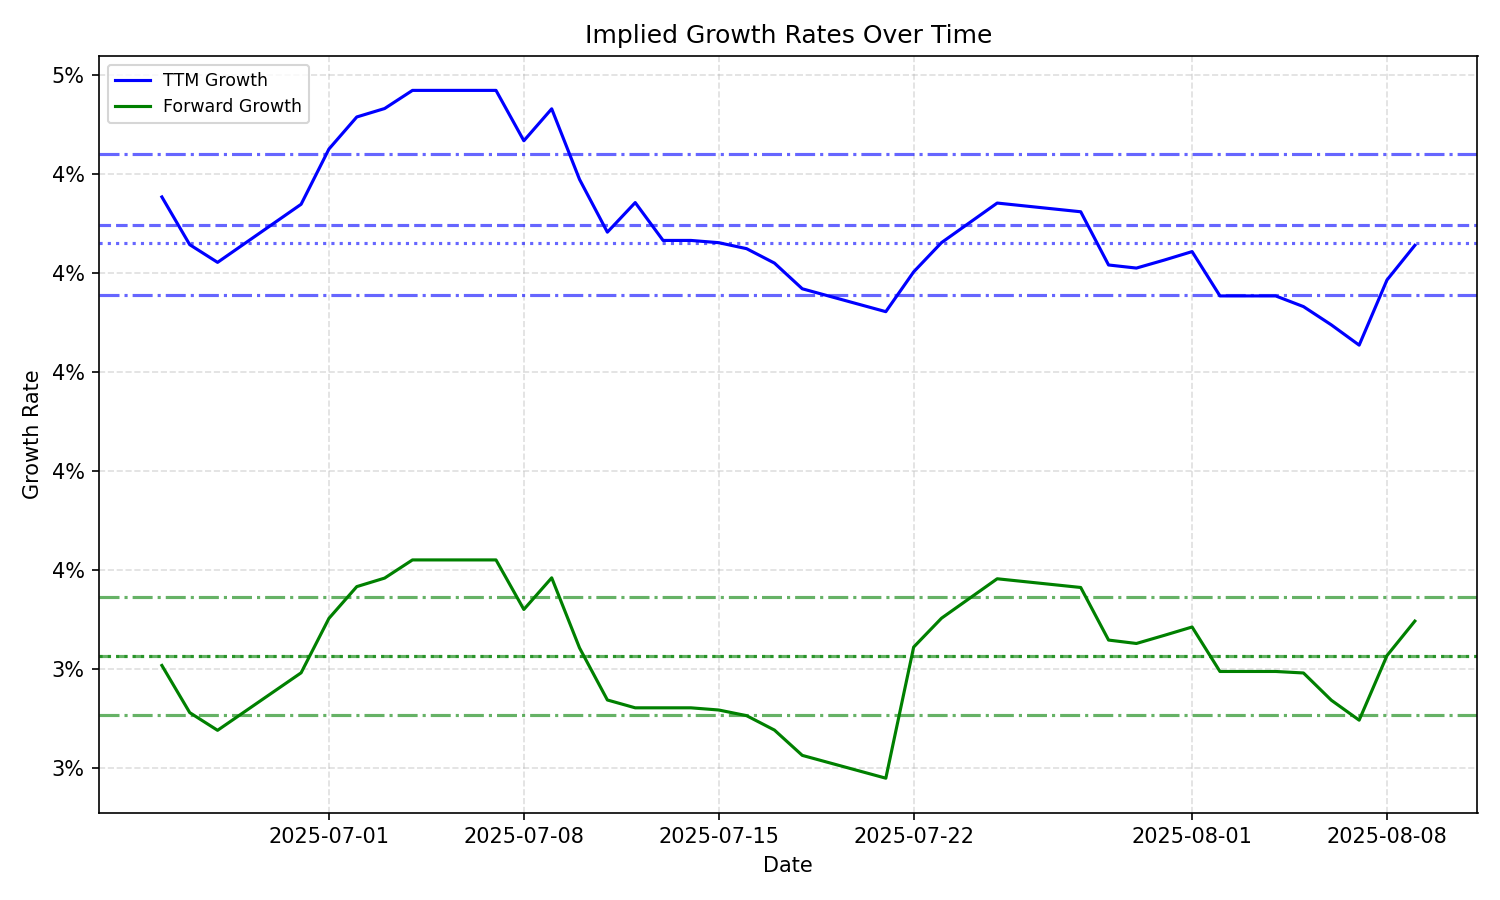 Implied Growth Rates Over Time
TTM Growth
Forward Growth
5%
4%
4%
4%
4%
4%
3%
3%
Growth Rate
2025-07-01
2025-07-08
2025-07-15
2025-07-22
2025-08-01
2025-08-08
Date